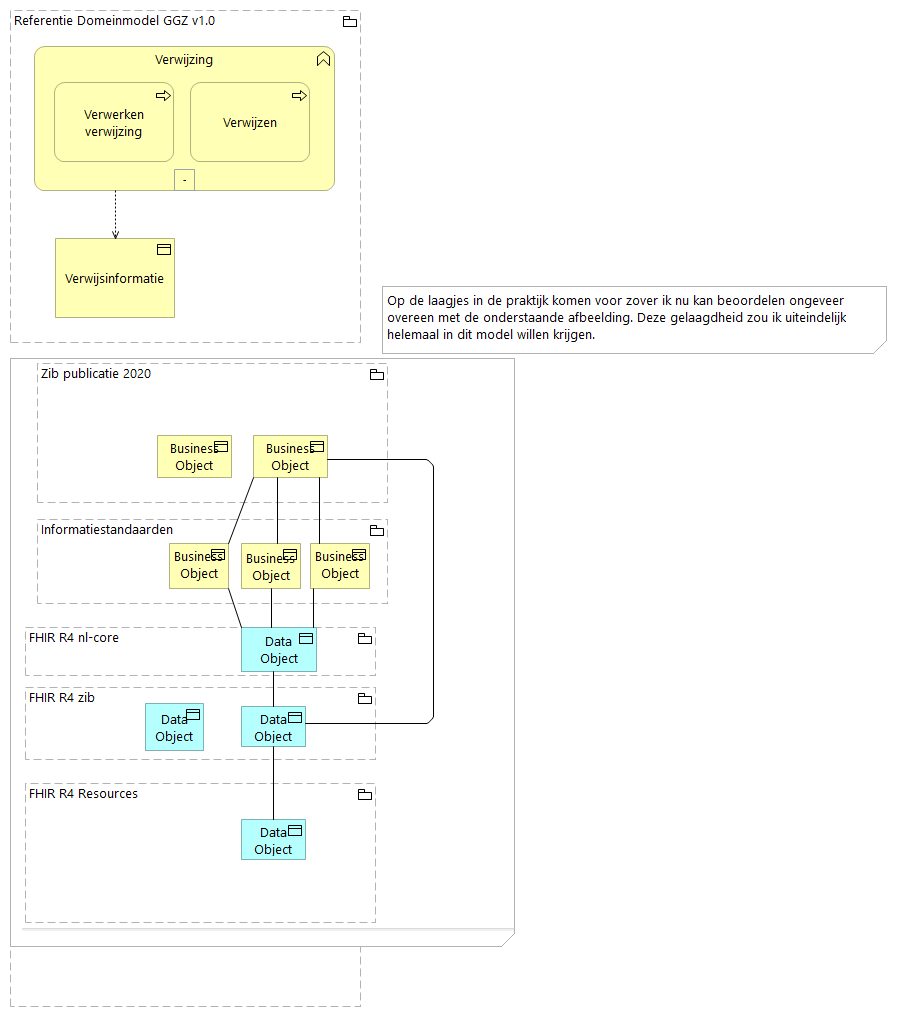 Referentie Domeinmodel GGZ v1.0
Verwijzing
Verwerken
verwijzing
Verwijzen
-
Verwijsinformatie
Op de laagjes in de praktijk komen voor zover ik nu kan beoordelen ongeveer
overeen met de onderstaande afbeelding. Deze gelaagdheid zou ik uiteindelijk
helemaal in dit model willen krijgen.
Zib publicatie 2020
Business
Object
Business
Object
Informatiestandaarden
Business
Object
Business
Object
Business
Object
FHIR R4 nl-core
Data
Object
FHIR R4 zib
Data
Object
Data
Object
FHIR R4 Resources
Data
Object